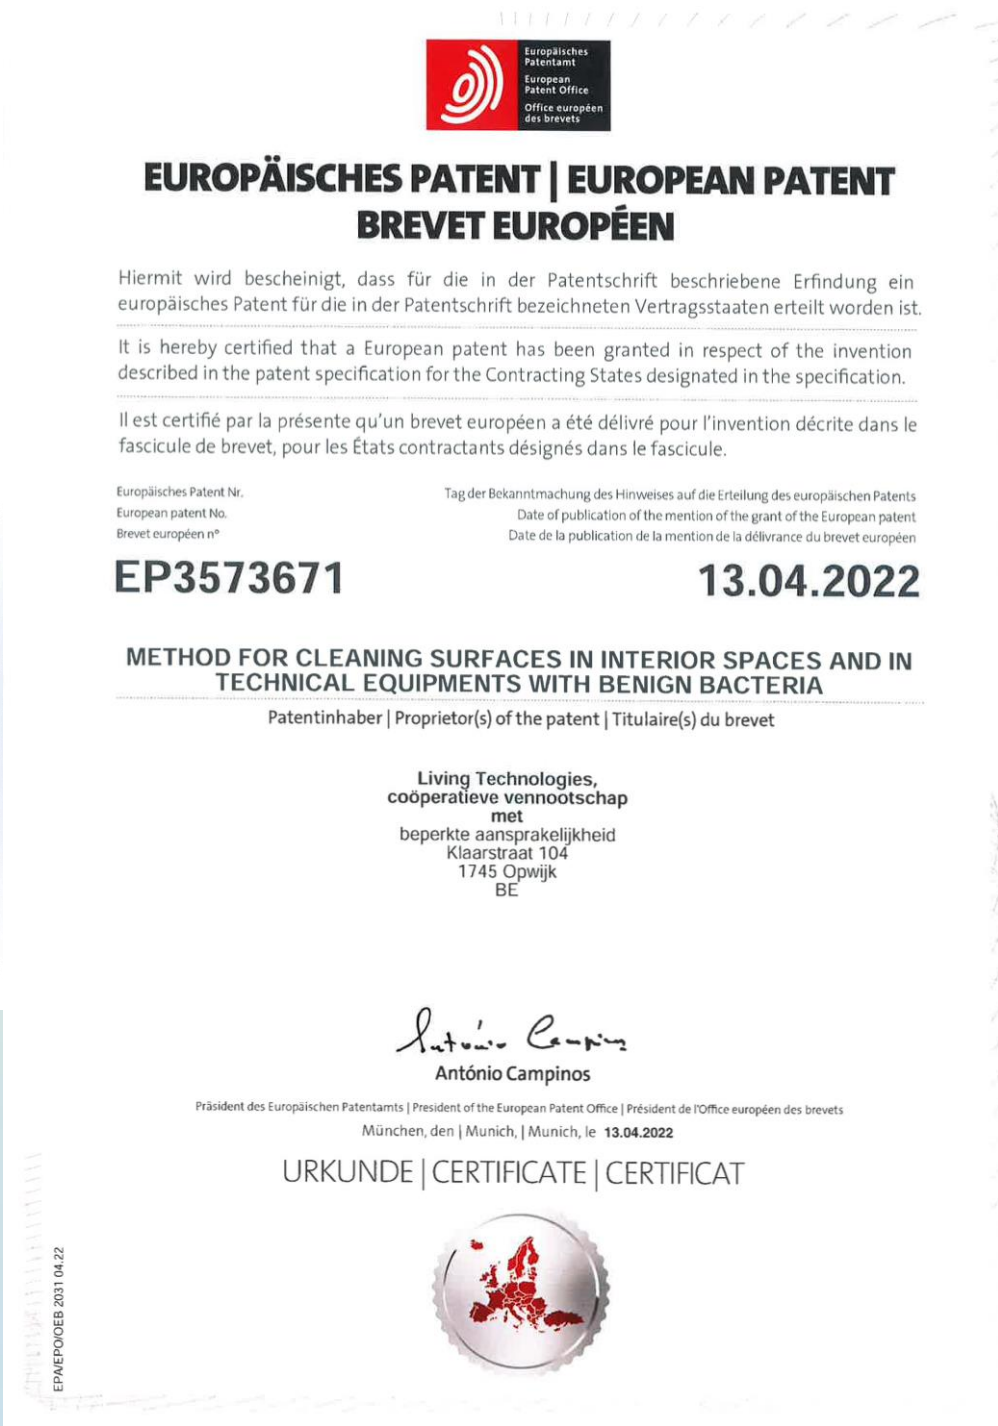 Europäisches
Patentamt
European
Patent Office
Office européen
des brevets
EUROPÄISCHES PATENT | EUROPEAN PATENT
BREVET EUROPÉEN
Hiermit wird bescheinigt, dass für die in der Patentschrift beschriebene Erfindung ein
europäisches Patent für die in der Patentschrift bezeichneten Vertragsstaaten erteilt worden ist.
It is hereby certified that a European patent has been granted in respect of the invention
described in the patent specification for the Contracting States designated in the specification.
Il est certifié par la présente qu'un brevet européen a été délivré pour l'invention décrite dans le
fascicule de brevet, pour les États contractants désignés dans le fascicule.
Europäisches Patent Nr.
European patent No.
Brevet européen n°
Tag der Bekanntmachung des Hinweises auf die Erteilung des europäischen Patents
Date of publication of the mention of the grant of the European patent
Date de la publication de la mention de la délivrance du brevet européen
EP3573671
13.04.2022
METHOD FOR CLEANING SURFACES IN INTERIOR SPACES AND IN
TECHNICAL EQUIPMENTS WITH BENIGN BACTERIA
Patentinhaber | Proprietor(s) of the patent | Titulaire(s) du brevet
Living Technologies,
coöperatieve vennootschap
met
beperkte aansprakelijkheid
Klaarstraat 104
1745 Opwijk
BE
António Campinos
António Campinos
Präsident des Europäischen Patentamts | President of the European Patent Office | Président de l'Office européen des brevets
München, den | Munich, | Munich, le 13.04.2022
URKUNDE | CERTIFICATE | CERTIFICAT
EPA/EPO/OEB 2031 04.22